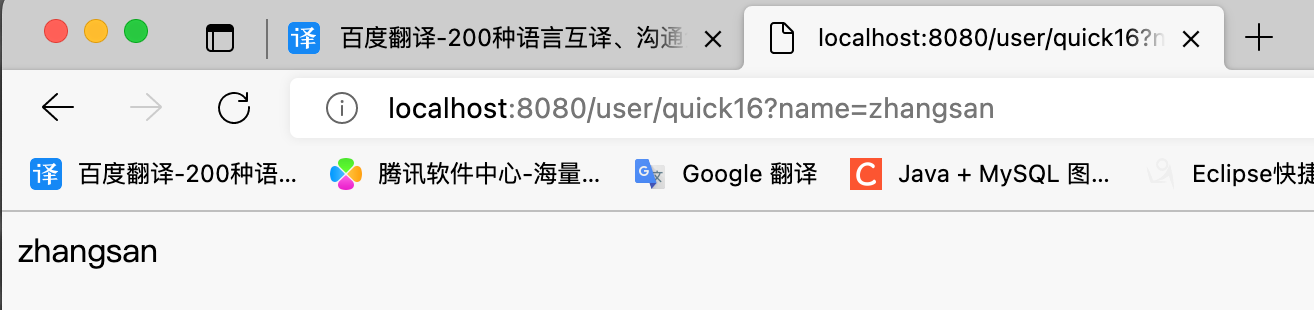 译 百度翻译-200种语言互译、沟通 localhost:8080/user/quick16?n
localhost:8080/user/quick16?name=zhangsan
译 百度翻译-200种语... 腾讯软件中心-海量... G 文 Google 翻译 C Java + MySQL 图... Eclipse快捷
zhangsan